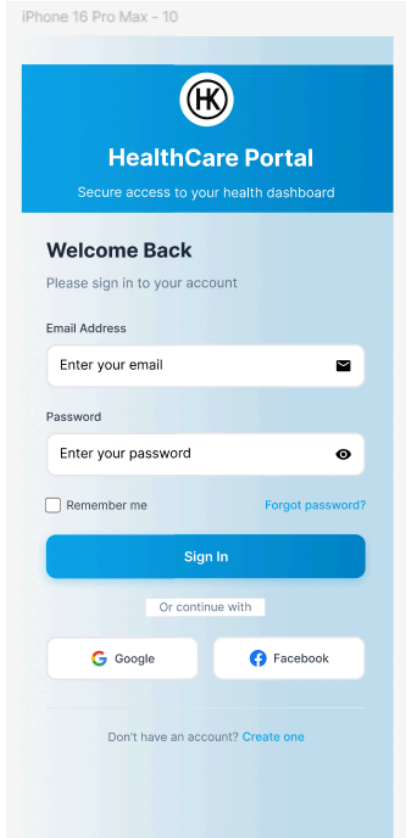 iPhone 16 Pro Max - 10
HK
HealthCare Portal
Secure access to your health dashboard
Welcome Back
Please sign in to your account
Email Address
Enter your email
Password
Enter your password
Remember me
Forgot password?
Sign In
Or continue with
Google
Facebook
Don't have an account? Create one